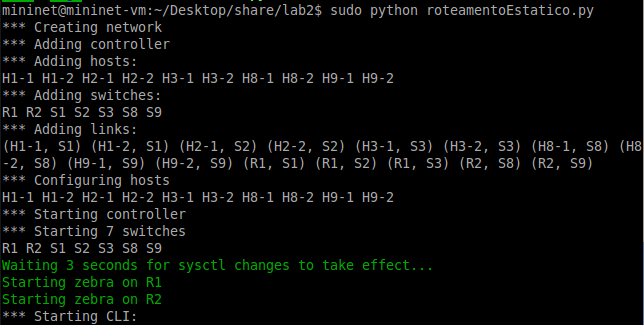 mininet@mininet-vm:~/Desktop/share/lab2$ sudo python roteamentoEstatico.py
*** Creating network
*** Adding controller
*** Adding hosts:
H1-1 H1-2 H2-1 H2-2 H3-1 H3-2 H8-1 H8-2 H9-1 H9-2
*** Adding switches:
R1 R2 S1 S2 S3 S8 S9
*** Adding links:
(H1-1, S1) (H1-2, S1) (H2-1, S2) (H2-2, S2) (H3-1, S3) (H3-2, S3) (H8-1, S8) (H8
-2, S8) (H9-1, S9) (H9-2, S9) (R1, S1) (R1, S2) (R1, S3) (R2, S8) (R2, S9)
*** Configuring hosts
H1-1 H1-2 H2-1 H2-2 H3-1 H3-2 H8-1 H8-2 H9-1 H9-2
*** Starting controller
*** Starting 7 switches
R1 R2 S1 S2 S3 S8 S9
Waiting 3 seconds for sysctl changes to take effect...
Starting zebra on R1
Starting zebra on R2
*** Starting CLI: